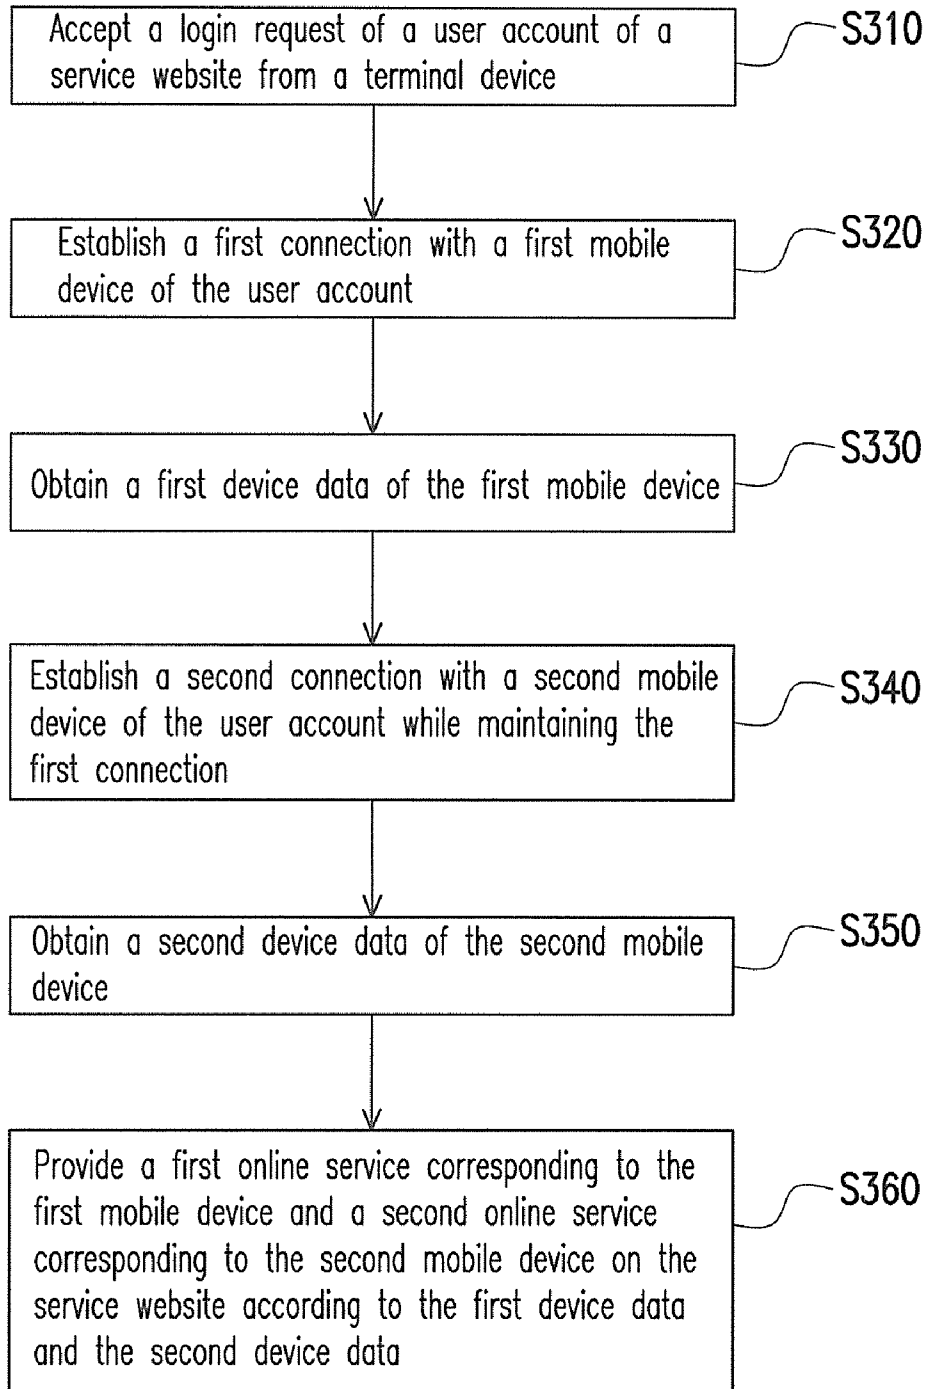 Accept a login request of a user account of a
service website from a terminal device
S310
Establish a first connection with a first mobile
device of the user account
S320
Obtain a first device data of the first mobile device
S330
Establish a second connection with a second mobile
device of the user account while maintaining the
first connection
S340
Obtain a second device data of the second mobile
device
S350
Provide a first online service corresponding to the
first mobile device and a second online service
corresponding to the second mobile device on the
service website according to the first device data
and the second device data
S360